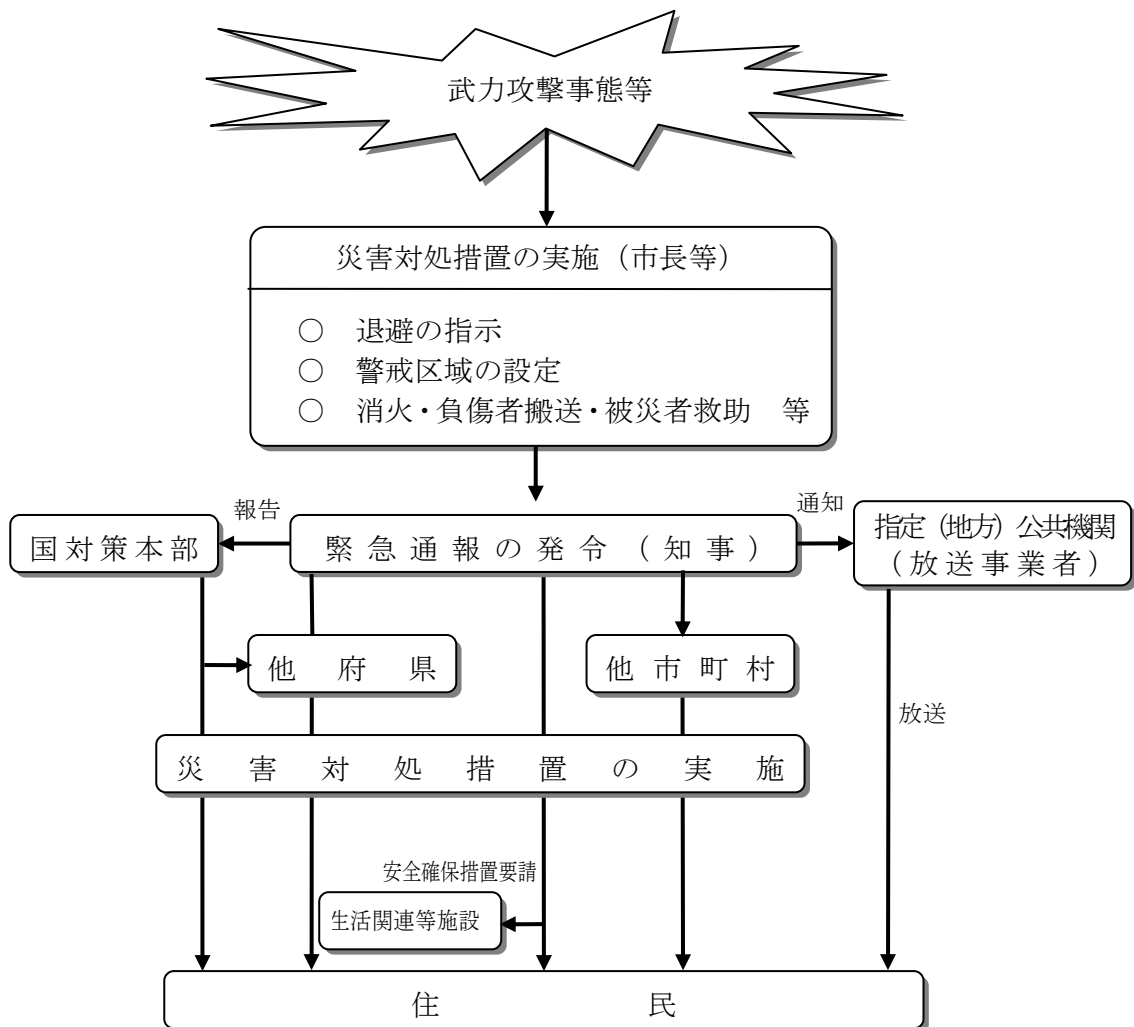 武力攻撃事態等
災害対処措置の実施（市長等）
○ 退避の指示
○ 警戒区域の設定
○ 消火・負傷者搬送・被災者救助 等
報告
通知
国対策本部
緊急通報の発令（知事）
指定（地方）公共機関
（放送事業者）
他府県
他市町村
放送
災害対処措置の実施
安全確保措置要請
生活関連等施設
住民